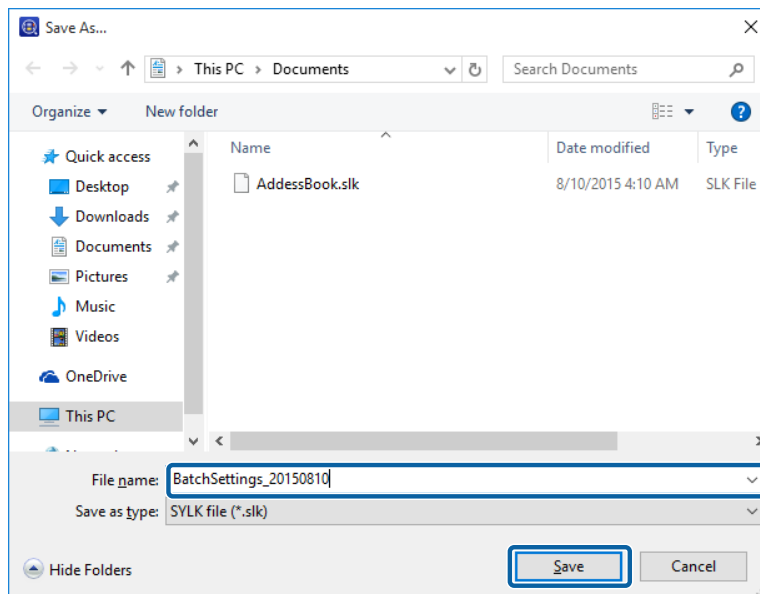 Save As...
This PC > Documents
Search Documents
Organize
New folder
Name
Date modified
Type
Quick access
AddessBook.slk
8/10/2015 4:10 AM
SLK File
Desktop
Downloads
Documents
Pictures
Music
Videos
OneDrive
This PC
File name:
BatchSettings_20150810
Save as type:
SYLK file (*.slk)
Hide Folders
Save
Cancel